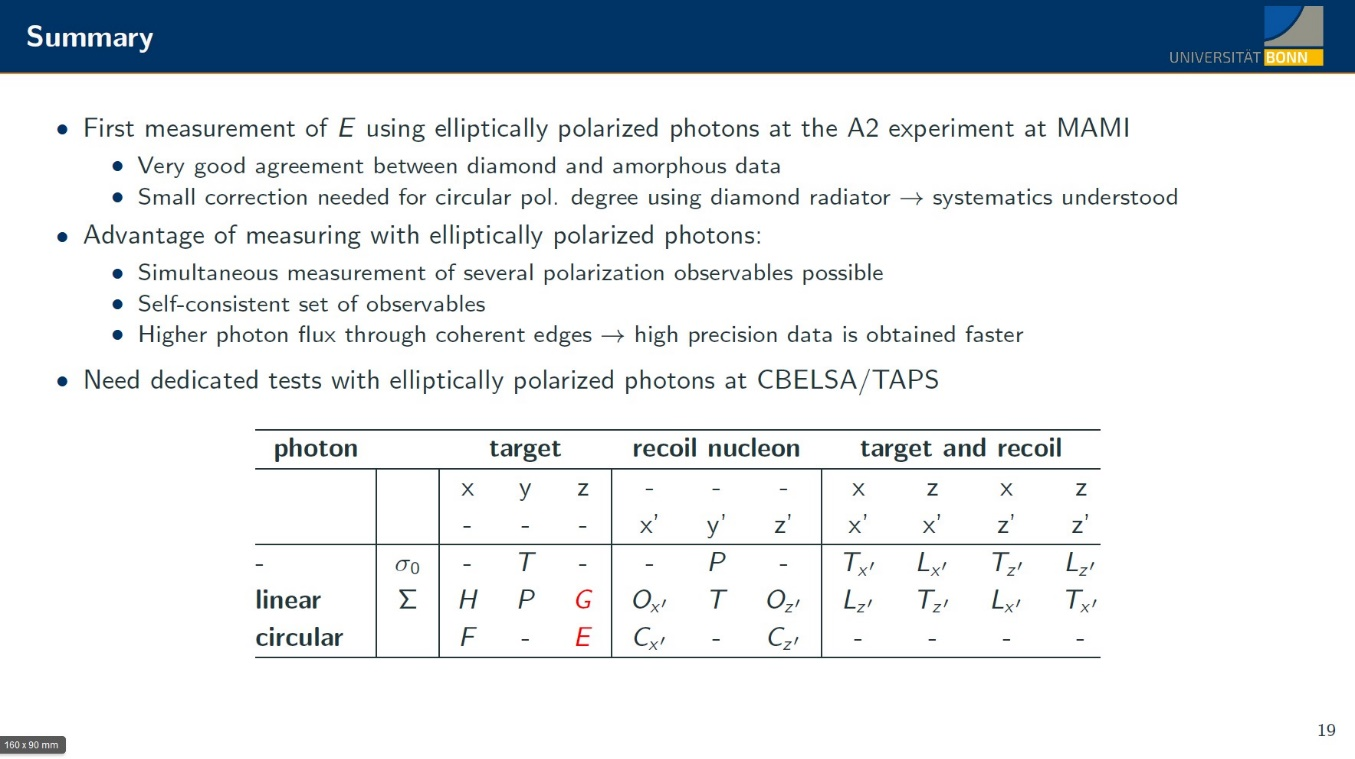 Summary
UNIVERSITÄT BONN
• First measurement of E using elliptically polarized photons at the A2 experiment at MAMI
• Very good agreement between diamond and amorphous data
• Small correction needed for circular pol. degree using diamond radiator → systematics understood
• Advantage of measuring with elliptically polarized photons:
• Simultaneous measurement of several polarization observables possible
• Self-consistent set of observables
• Higher photon flux through coherent edges → high precision data is obtained faster
• Need dedicated tests with elliptically polarized photons at CBELSA/TAPS
photon target recoil nucleon target and recoil
x y z - - - x z x z
- - - x' y' z' x' x' z' z'
- σ0 - T - - P - Tx′ Lx′ Tz′ Lz′
linear Σ H P G Ox′ T Oz′ Lz′ Tz′ Lx′ Tx′
circular F - E Cx′ - Cz′ - - - -
19
160 x 90 mm